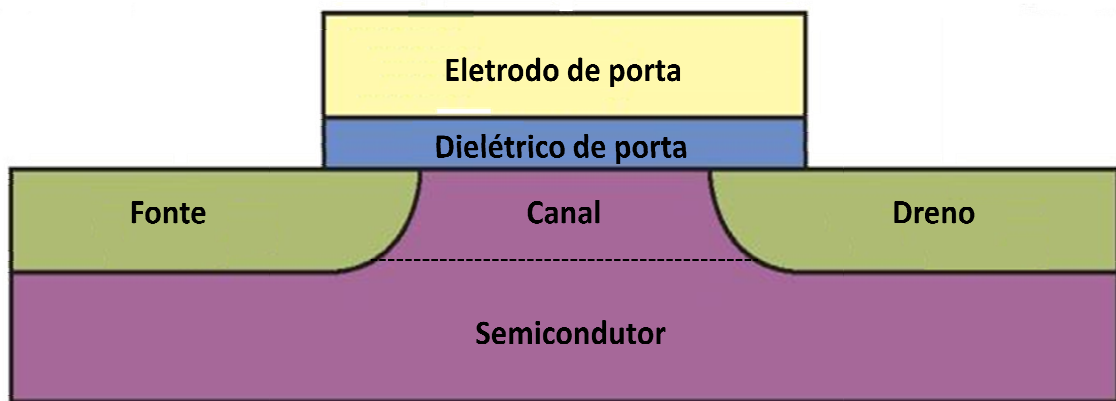 Eletrodo de porta
Dielétrico de porta
Fonte
Canal
Dreno
Semicondutor